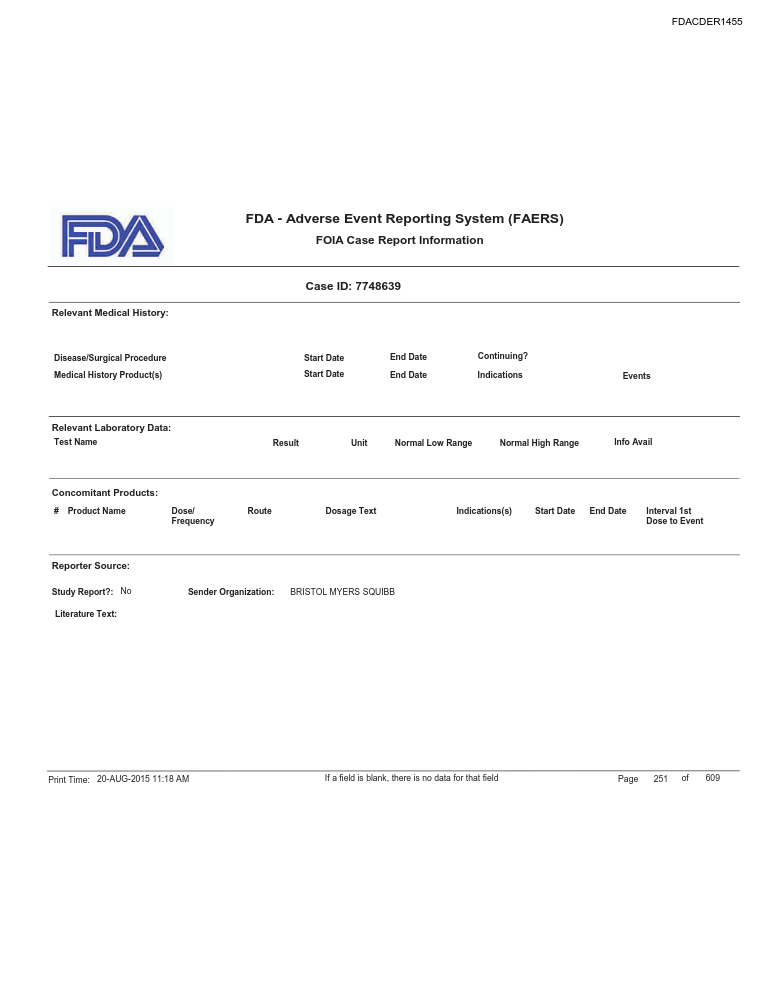 FDACDER1455
FDA
FDA - Adverse Event Reporting System (FAERS)
FOIA Case Report Information
Case ID: 7748639
Relevant Medical History:
Disease/Surgical Procedure Start Date End Date Continuing?
Medical History Product(s) Start Date End Date Indications Events
Relevant Laboratory Data:
Test Name Result Unit Normal Low Range Normal High Range Info Avail
Concomitant Products:
# Product Name Dose/ Route Dosage Text Indications(s) Start Date End Date Interval 1st
Frequency Dose to Event
Reporter Source:
Study Report?: No Sender Organization: BRISTOL MYERS SQUIBB
Literature Text:
Print Time: 20-AUG-2015 11:18 AM If a field is blank, there is no data for that field Page 251 of 609